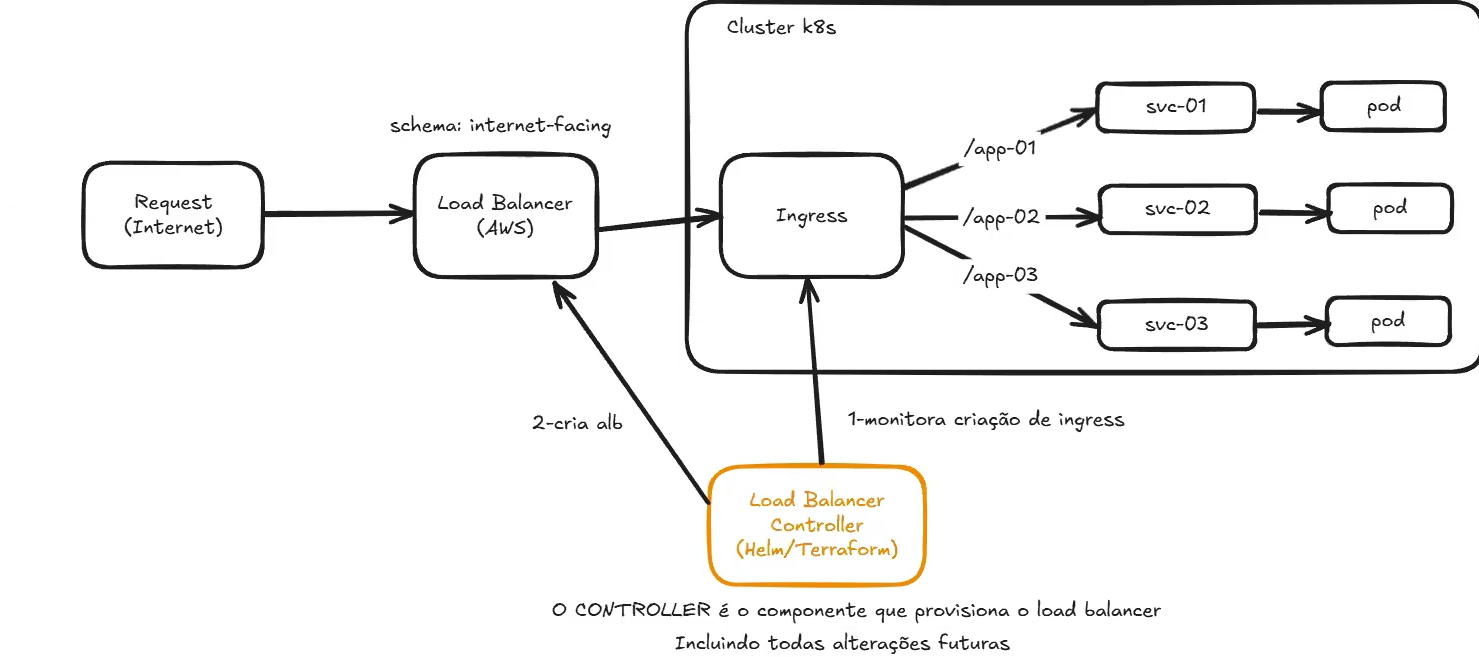 Cluster k8s
schema: internet-facing
Request
(Internet)
Load Balancer
(AWS)
Ingress
/app-01
svc-01
pod
/app-02
svc-02
pod
/app-03
svc-03
pod
2-cria alb
1-monitora criação de ingress
Load Balancer
Controller
(Helm/Terraform)
O CONTROLLER é o componente que provisiona o load balancer
Incluindo todas alterações futuras